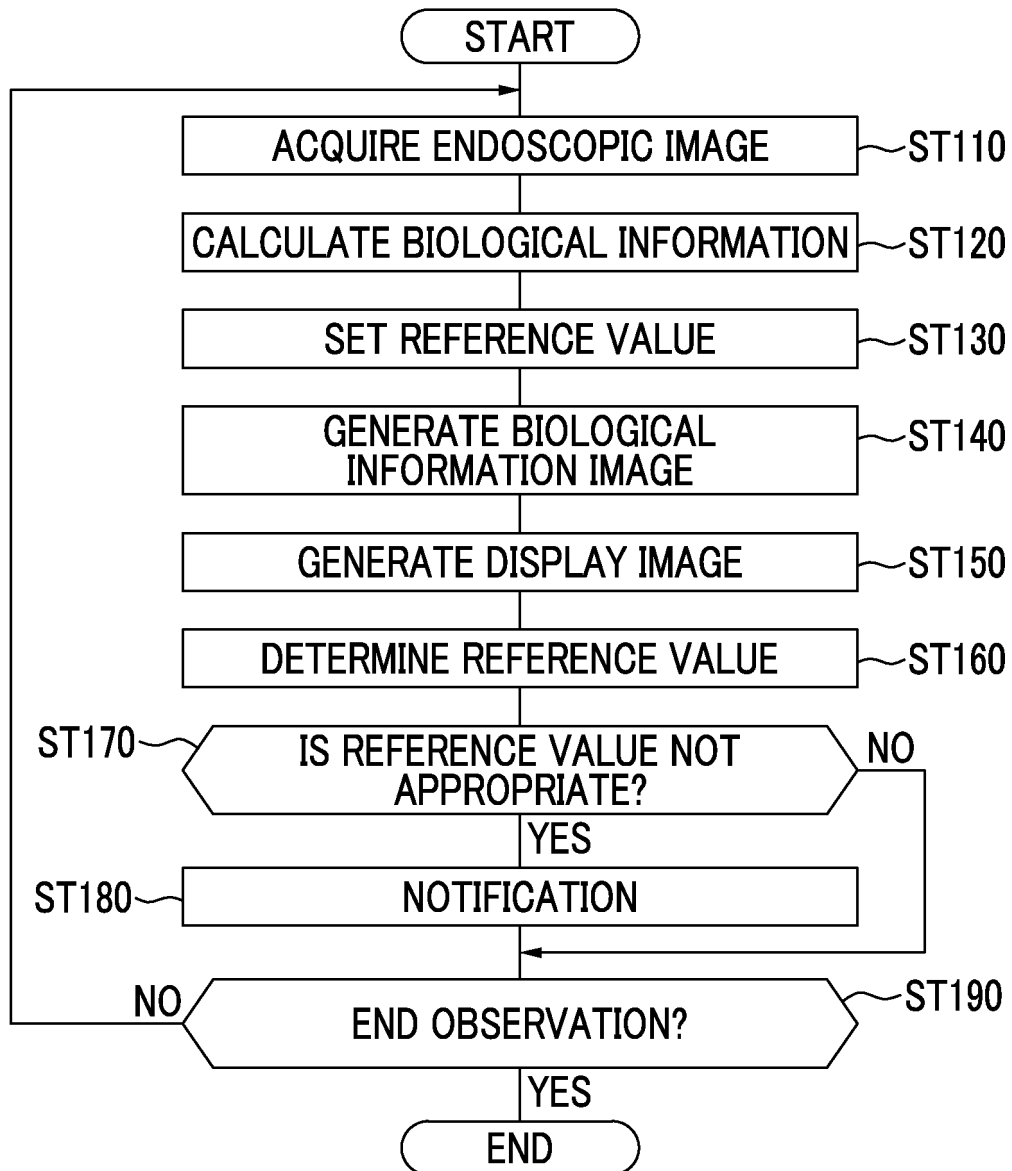 START
ACQUIRE ENDOSCOPIC IMAGE
ST110
CALCULATE BIOLOGICAL INFORMATION
ST120
SET REFERENCE VALUE
ST130
GENERATE BIOLOGICAL
INFORMATION IMAGE
ST140
GENERATE DISPLAY IMAGE
ST150
DETERMINE REFERENCE VALUE
ST160
ST170
IS REFERENCE VALUE NOT
APPROPRIATE?
NO
YES
ST180
NOTIFICATION
NO
END OBSERVATION?
ST190
YES
END